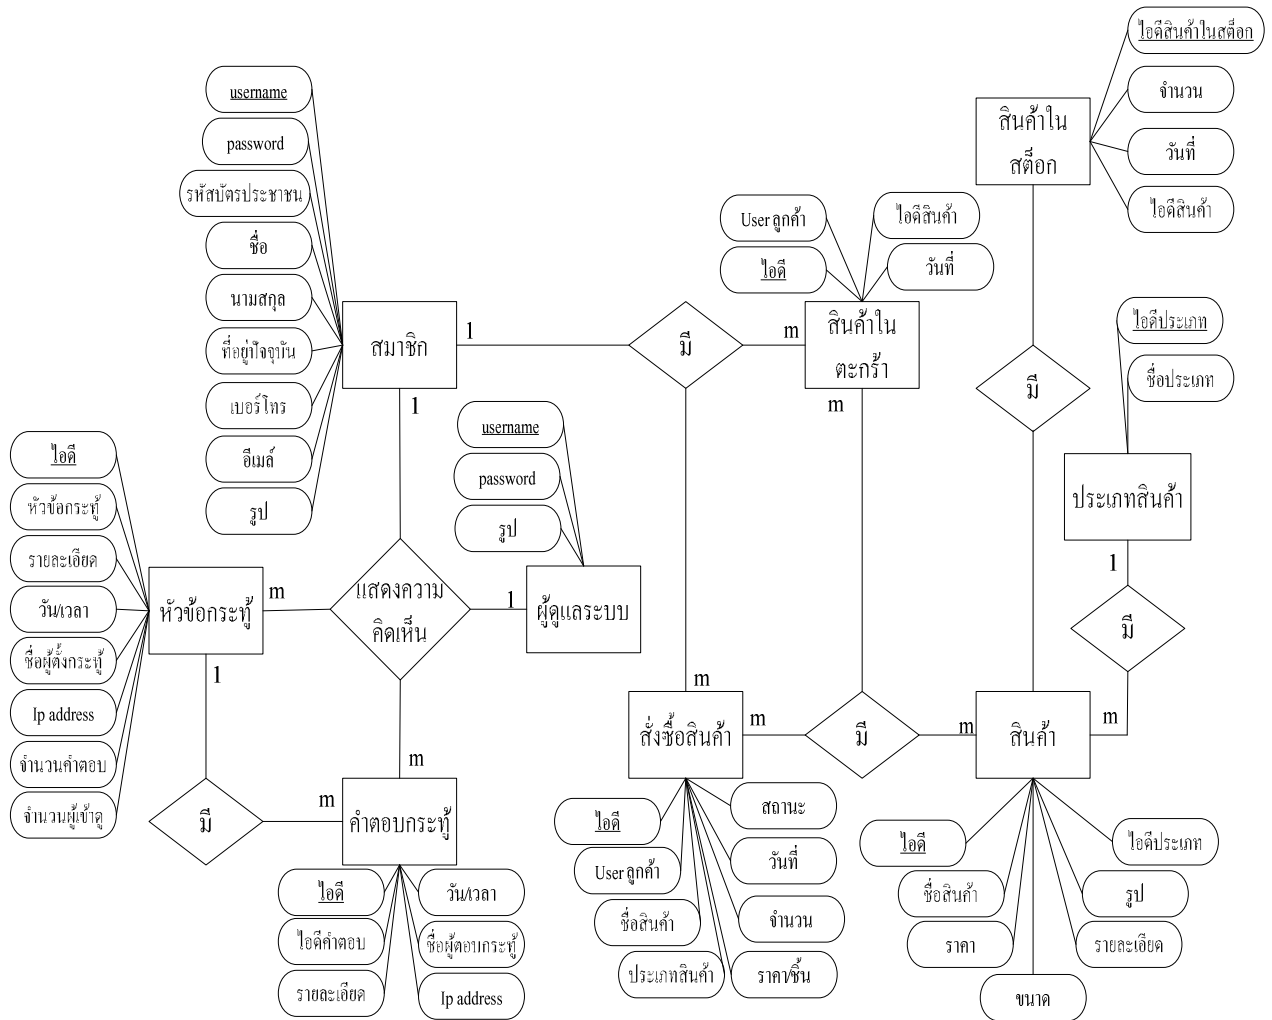 ไอดีสินค้าในสต็อก
จำนวน
วันที่
ไอดีสินค้า
สินค้าใน
สต็อก
username
password
รหัสบัตรประชาชน
ชื่อ
นามสกุล
ที่อยู่ปัจจุบัน
เบอร์โทร
อีเมล์
รูป
สมาชิก
1
1
มี
m
User ลูกค้า
ไอดีสินค้า
ไอดี
วันที่
สินค้าใน
ตะกร้า
m
มี
ไอดีประเภท
ชื่อประเภท
ประเภทสินค้า
1
มี
m
username
password
รูป
ผู้ดูแลระบบ
1
แสดงความ
คิดเห็น
m
m
ไอดี
หัวข้อกระทู้
รายละเอียด
วัน/เวลา
ชื่อผู้ตั้งกระทู้
Ip address
จำนวนคำตอบ
จำนวนผู้เข้าดู
หัวข้อกระทู้
1
มี
m
คำตอบกระทู้
ไอดี
วัน/เวลา
ไอดีคำตอบ
ชื่อผู้ตอบกระทู้
รายละเอียด
Ip address
m
สั่งซื้อสินค้า
m
มี
m
สินค้า
ไอดี
สถานะ
User ลูกค้า
วันที่
ชื่อสินค้า
จำนวน
ประเภทสินค้า
ราคา/ชิ้น
ไอดี
ไอดีประเภท
ชื่อสินค้า
รูป
ราคา
รายละเอียด
ขนาด